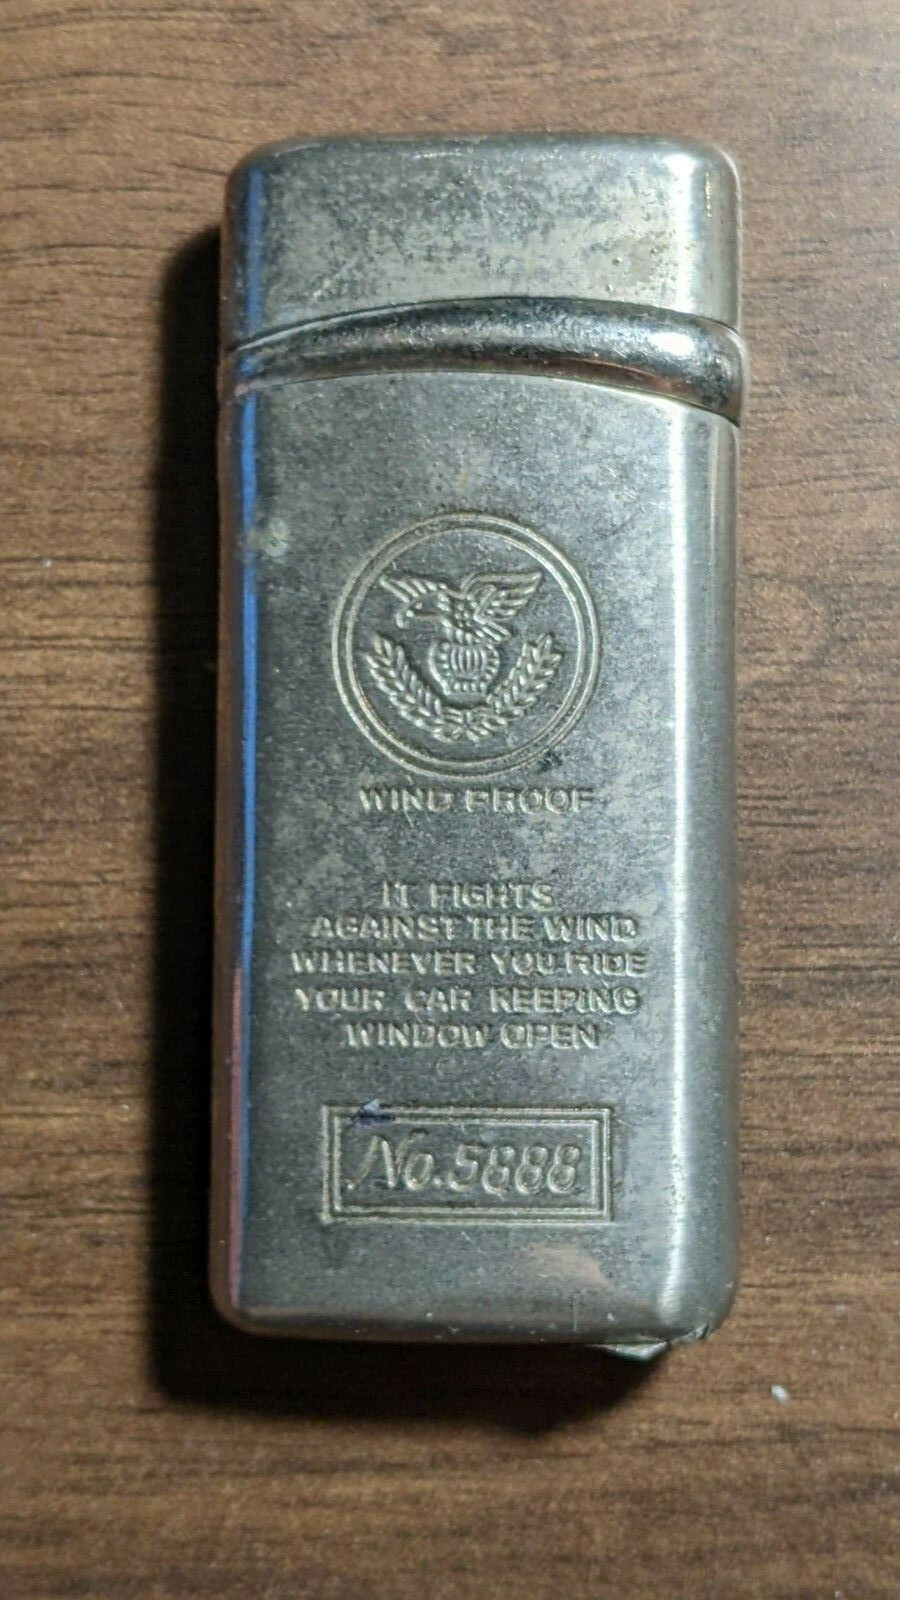 WIND PROOF
IT FIGHTS
AGAINST THE WIND
WHENEVER YOU RIDE
YOUR CAR KEEPING
WINDOW OPEN
No.5888